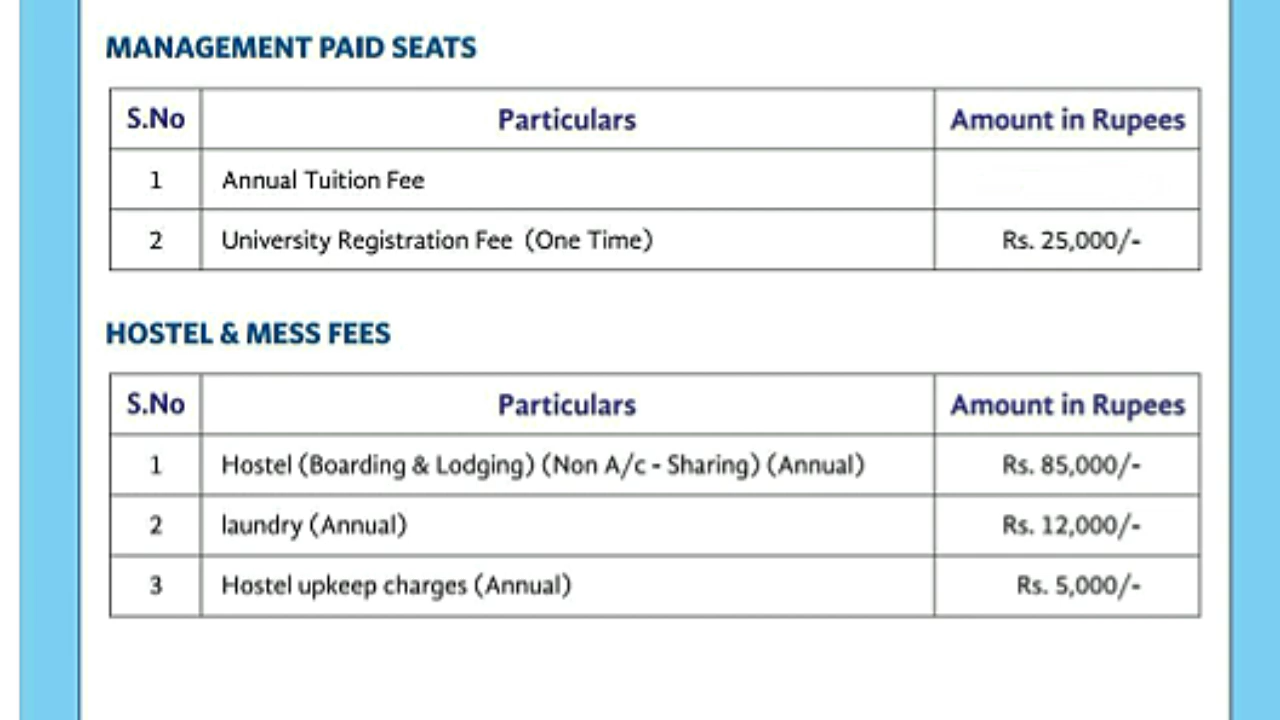 MANAGEMENT PAID SEATS
S.No Particulars Amount in Rupees
1 Annual Tuition Fee
2 University Registration Fee (One Time) Rs. 25,000/-
HOSTEL & MESS FEES
S.No Particulars Amount in Rupees
1 Hostel (Boarding & Lodging) (Non A/c - Sharing) (Annual) Rs. 85,000/-
2 laundry (Annual) Rs. 12,000/-
3 Hostel upkeep charges (Annual) Rs. 5,000/-